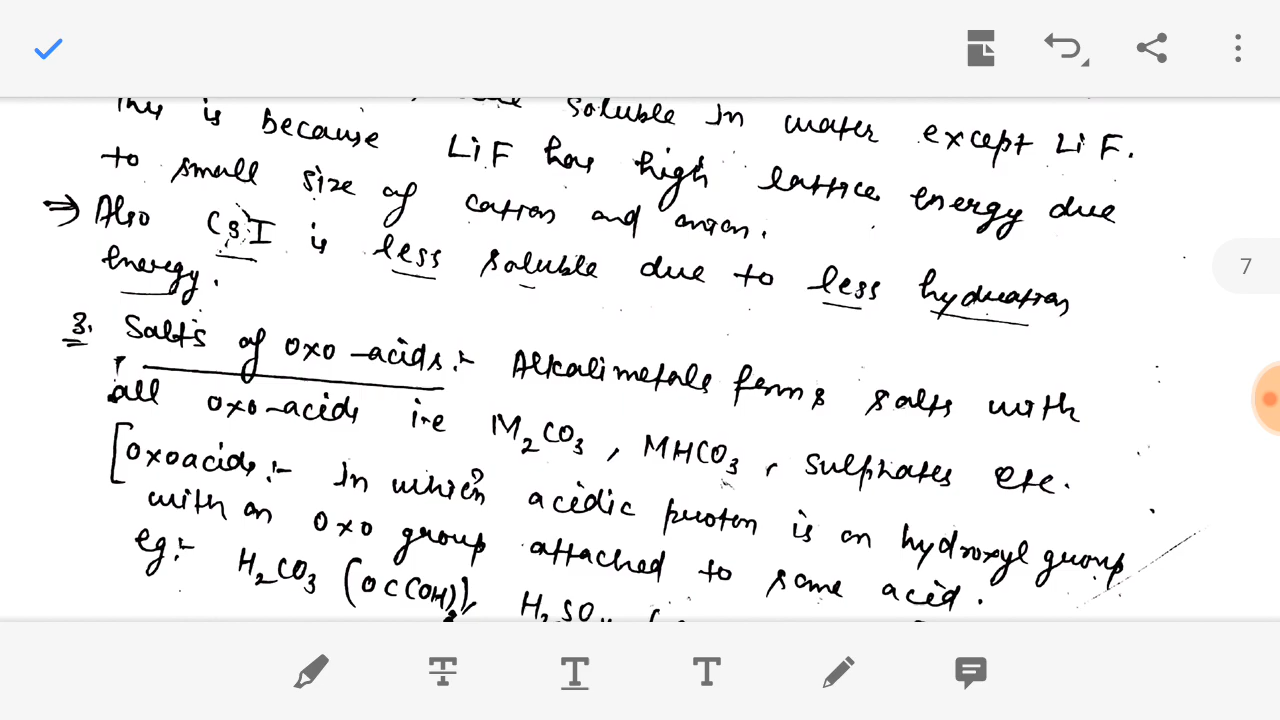 This is soluble in water except LiF.
This is because LiF has high lattice energy due
to small size of cation and anion.
⇒ Also CsI is less soluble due to less hydration
energy.
3. Salts of oxo-acids :- Alkali metals forms salts with
all oxo-acids i.e M₂CO₃, MHCO₃, sulphates etc.
[Oxoacids :- In which acidic proton is on hydroxyl group
with an oxo group attached to same acid.
eg:- H₂CO₃ (OC(OH)₂), H₂SO₄
7
T
T
T